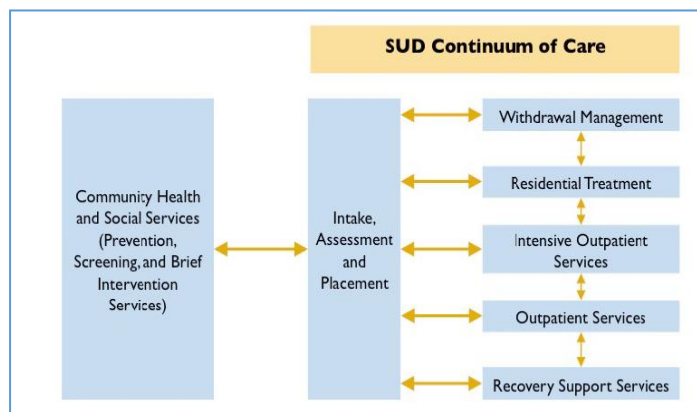 SUD Continuum of Care
Community Health
and Social Services
(Prevention,
Screening, and Brief
Intervention
Services)
Intake,
Assessment
and
Placement
Withdrawal Management
Residential Treatment
Intensive Outpatient
Services
Outpatient Services
Recovery Support Services